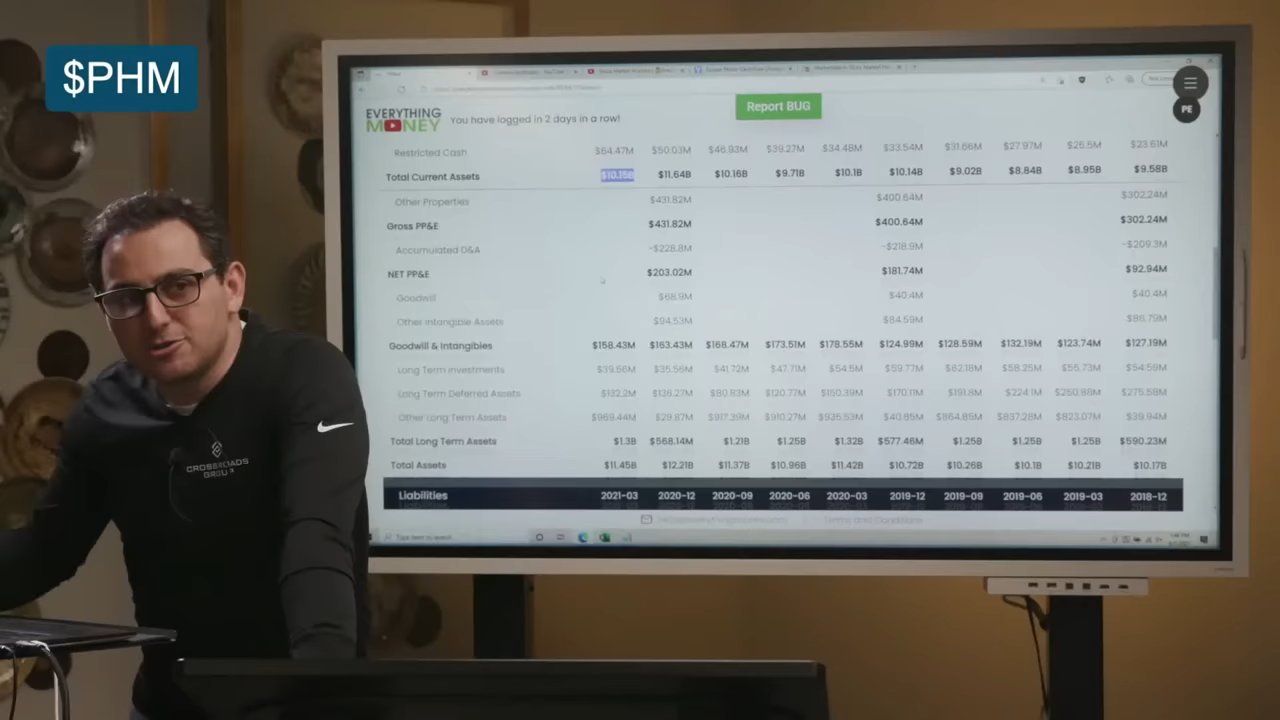 $PHM
EVERYTHING
MONEY
You have logged in 2 days in a row!
Report BUG
PE
Restricted Cash $54.47M $50.03M $46.93M $39.27M $34.48M $33.54M $31.66M $27.97M $25.5M $23.61M
Total Current Assets $10.15B $11.64B $10.16B $9.71B $10.1B $10.14B $9.02B $8.84B $8.95B $9.58B
Other Properties $431.82M $400.64M $302.24M
Gross PP&E $431.82M $400.64M $302.24M
Accumulated D&A -$228.8M -$218.9M -$209.3M
NET PP&E $203.02M $181.74M $92.94M
Goodwill $68.9M $40.4M $40.4M
Other Intangible Assets $94.53M $84.59M $86.79M
Goodwill & Intangibles $158.43M $163.43M $168.47M $173.51M $178.55M $124.99M $128.59M $132.19M $123.74M $127.19M
Long Term Investments $39.56M $35.56M $41.72M $47.71M $54.5M $59.77M $62.18M $58.25M $55.73M $54.59M
Long Term Deferred Assets $132.2M $136.27M $80.83M $120.77M $150.39M $170.11M $191.8M $224.1M $250.88M $275.58M
Other Long Term Assets $969.44M $29.87M $917.39M $910.27M $935.53M $40.85M $864.85M $837.28M $823.07M $39.94M
Total Long Term Assets $1.3B $568.14M $1.21B $1.25B $1.32B $577.46M $1.25B $1.25B $1.25B $590.23M
Total Assets $11.45B $12.21B $11.37B $10.96B $11.42B $10.72B $10.26B $10.1B $10.21B $10.17B
Liabilities 2021-03 2020-12 2020-09 2020-06 2020-03 2019-12 2019-09 2019-06 2019-03 2018-12
Terms and Conditions
Type here to search
CROSSROADS
GROUP